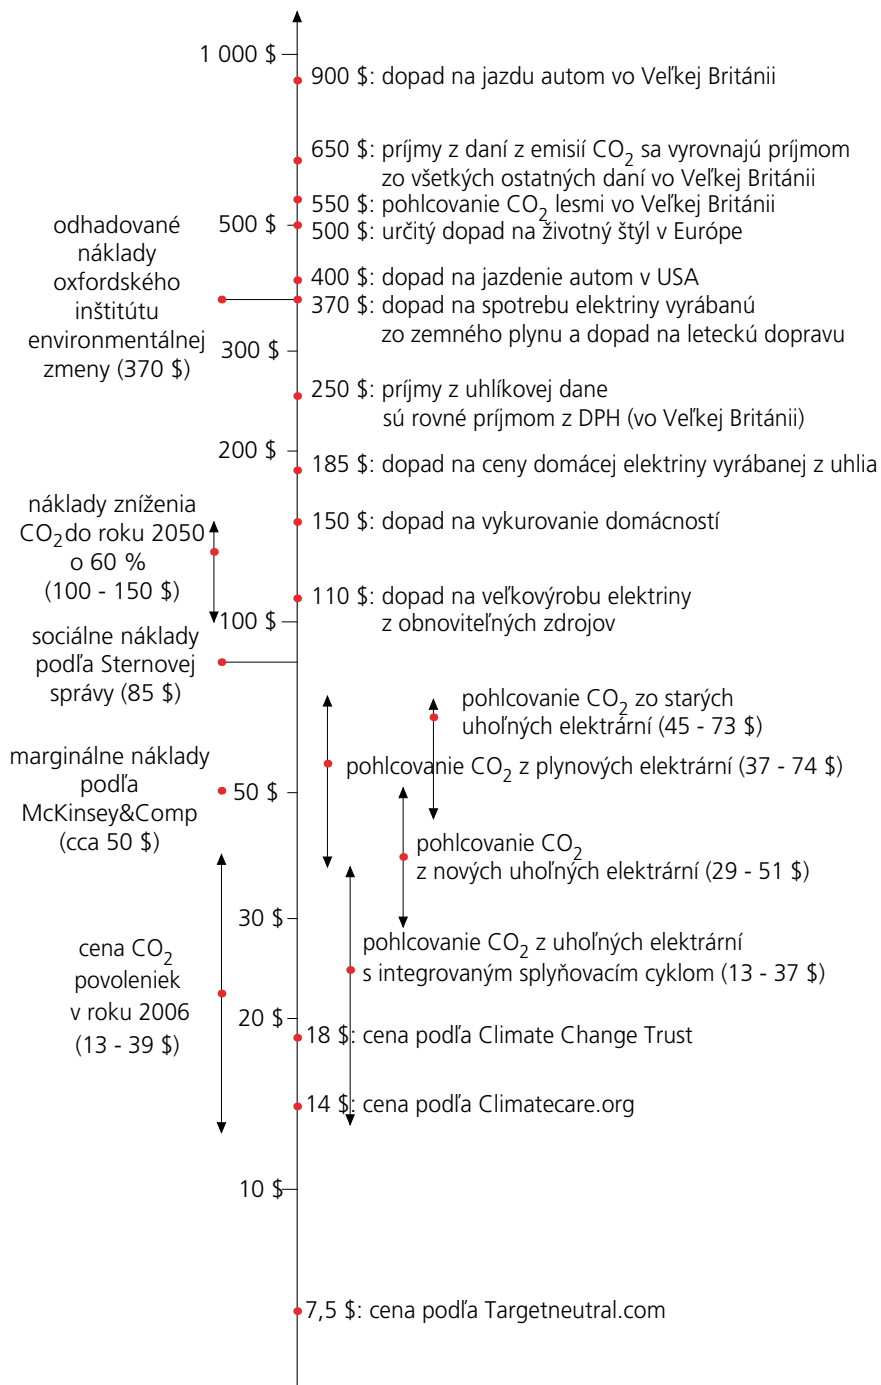 1 000 $
900 $: dopad na jazdu autom vo Veľkej Británii
650 $: príjmy z daní z emisií CO2 sa vyrovnajú príjmom
zo všetkých ostatných daní vo Veľkej Británii
550 $: pohlcovanie CO2 lesmi vo Veľkej Británii
500 $
500 $: určitý dopad na životný štýl v Európe
odhadované
náklady
oxfordského
inštitútu
environmentálnej
zmeny (370 $)
400 $: dopad na jazdenie autom v USA
370 $: dopad na spotrebu elektriny vyrábanú
zo zemného plynu a dopad na leteckú dopravu
300 $
250 $: príjmy z uhlíkovej dane
sú rovné príjmom z DPH (vo Veľkej Británii)
200 $
185 $: dopad na ceny domácej elektriny vyrábanej z uhlia
náklady zníženia
CO2do roku 2050
o 60 %
(100 - 150 $)
150 $: dopad na vykurovanie domácností
110 $: dopad na veľkovýrobu elektriny
z obnoviteľných zdrojov
100 $
sociálne náklady
podľa Sternovej
správy (85 $)
pohlcovanie CO2 zo starých
uhoľných elektrární (45 - 73 $)
pohlcovanie CO2 z plynových elektrární (37 - 74 $)
marginálne náklady
podľa
McKinsey&Comp
(cca 50 $)
50 $
pohlcovanie CO2
z nových uhoľných elektrární (29 - 51 $)
30 $
pohlcovanie CO2 z uhoľných elektrární
s integrovaným splyňovacím cyklom (13 - 37 $)
cena CO2
povoleniek
v roku 2006
(13 - 39 $)
20 $
18 $: cena podľa Climate Change Trust
14 $: cena podľa Climatecare.org
10 $
7,5 $: cena podľa Targetneutral.com